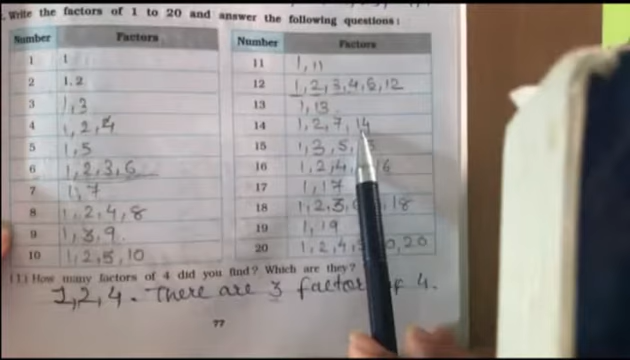 Write the factors of 1 to 20 and answer the following questions:
Number Factors Number Factors
1 1 11 1, 11
2 1, 2 12 1, 2, 3, 4, 6, 12
3 1, 3 13 1, 13
4 1, 2, 4 14 1, 2, 7, 14
5 1, 5 15 1, 3, 5,
6 1, 2, 3, 6 16 1, 2, 4, 16
7 1, 7 17 1, 17
8 1, 2, 4, 8 18 1, 2, 3, 18
9 1, 3, 9 19 1, 19
10 1, 2, 5, 10 20 1, 2, 4, 20
(1) How many factors of 4 did you find? Which are they?
1, 2, 4. There are 3 factor of 4.
77